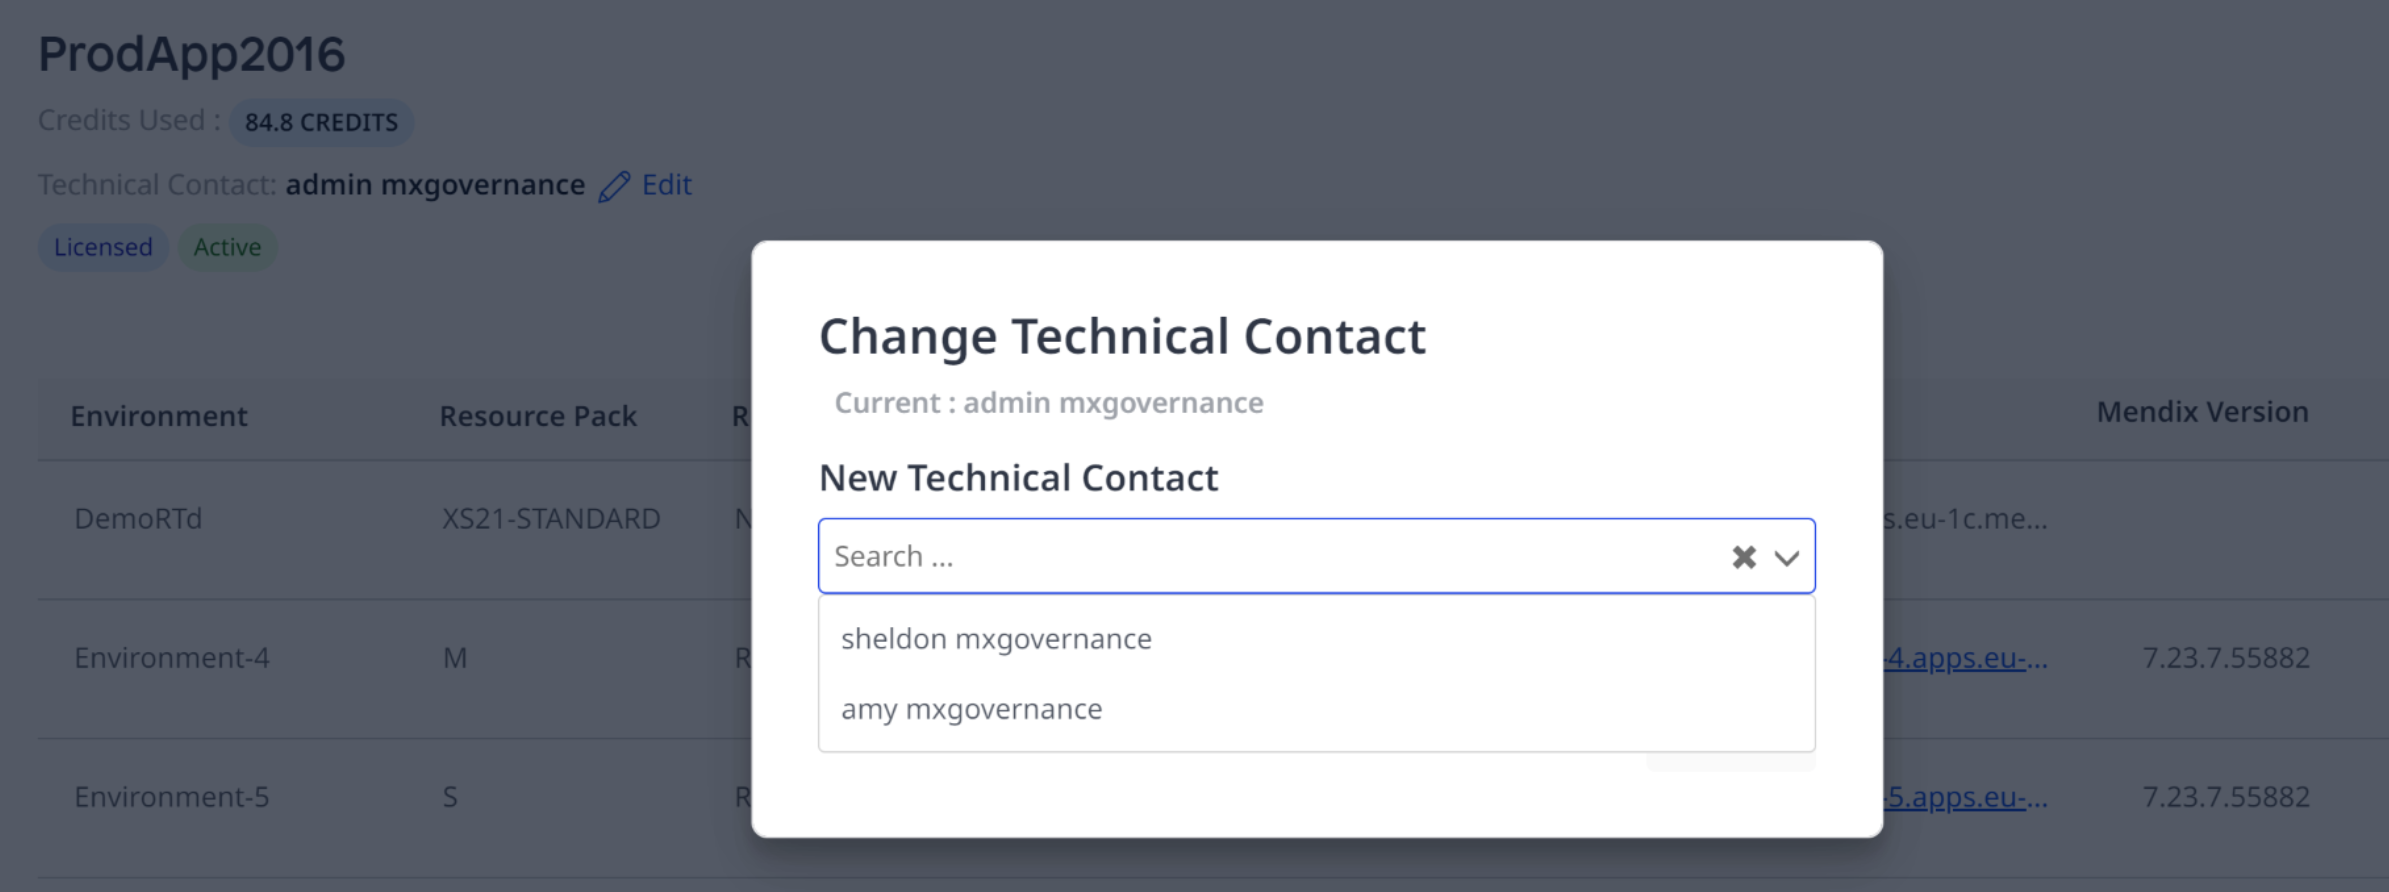 ProdApp2016
Credits Used : 84.8 CREDITS
Technical Contact: admin mxgovernance Edit
Licensed Active
Change Technical Contact
Current : admin mxgovernance
New Technical Contact
Search ...
sheldon mxgovernance
amy mxgovernance
Environment Resource Pack Mendix Version
DemoRTd XS21-STANDARD s.eu-1c.me...
Environment-4 M -4.apps.eu-... 7.23.7.55882
Environment-5 S -5.apps.eu-... 7.23.7.55882